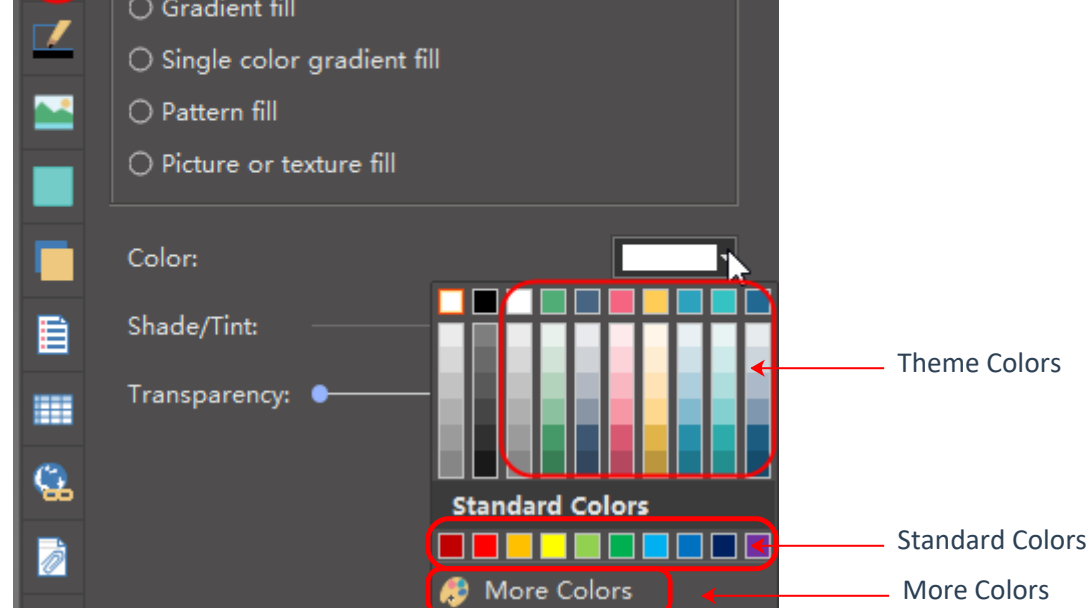 Gradient fill
Single color gradient fill
Pattern fill
Picture or texture fill
Color:
Shade/Tint:
Theme Colors
Transparency:
Standard Colors
Standard Colors
More Colors
More Colors